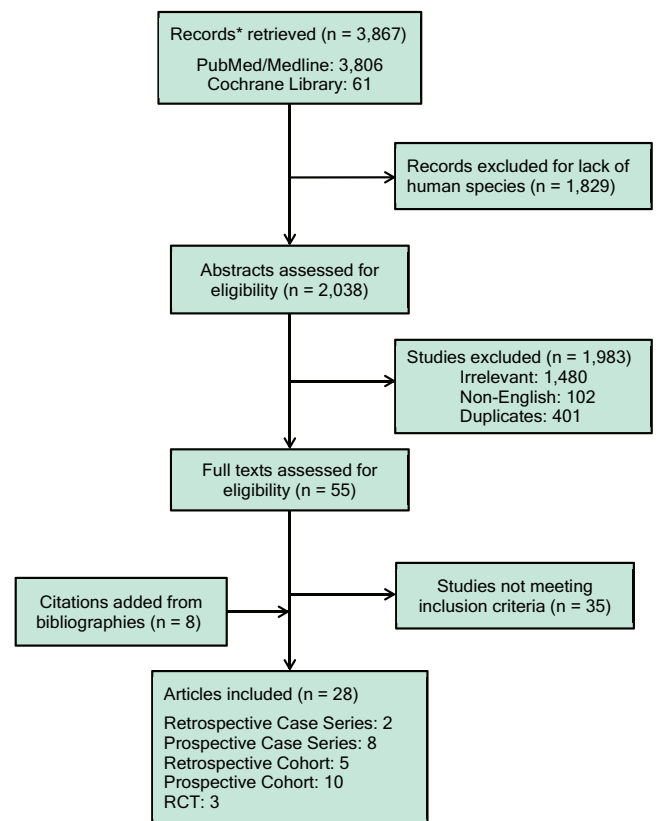 Records* retrieved (n = 3,867)
PubMed/Medline: 3,806
Cochrane Library: 61
Records excluded for lack of
human species (n = 1,829)
Abstracts assessed for
eligibility (n = 2,038)
Studies excluded (n = 1,983)
Irrelevant: 1,480
Non-English: 102
Duplicates: 401
Full texts assessed for
eligibility (n = 55)
Citations added from
bibliographies (n = 8)
Studies not meeting
inclusion criteria (n = 35)
Articles included (n = 28)
Retrospective Case Series: 2
Prospective Case Series: 8
Retrospective Cohort: 5
Prospective Cohort: 10
RCT: 3